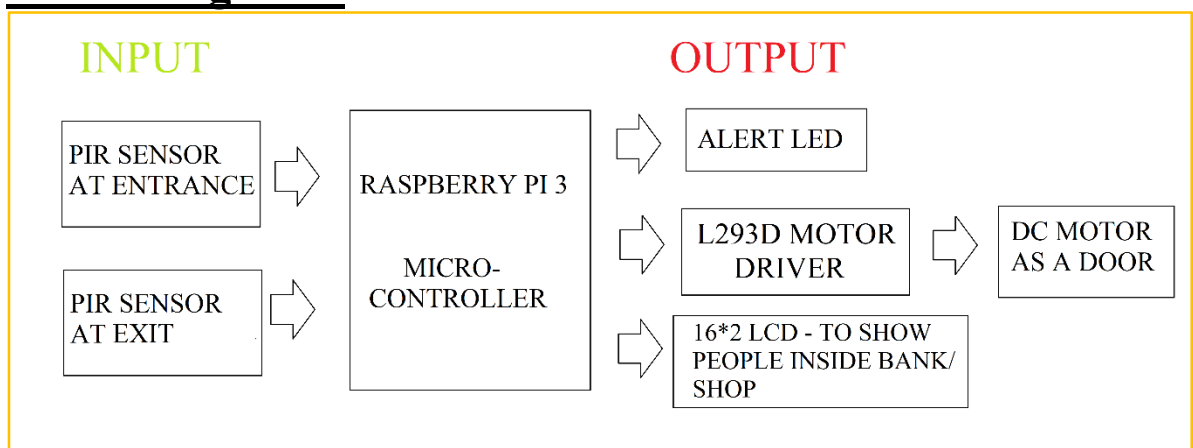 INPUT
OUTPUT
PIR SENSOR
AT ENTRANCE
PIR SENSOR
AT EXIT
RASPBERRY PI 3
MICRO-
CONTROLLER
ALERT LED
L293D MOTOR
DRIVER
DC MOTOR
AS A DOOR
16*2 LCD - TO SHOW
PEOPLE INSIDE BANK/
SHOP